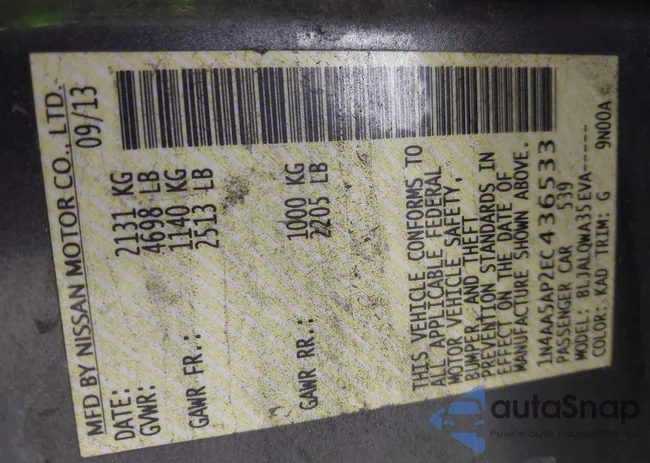 MFD BY NISSAN MOTOR CO., LTD.
DATE: 09/13
GVWR: 2131 KG
4698 LB
GAWR FR.: 1140 KG
2513 LB
GAWR RR.: 1000 KG
2205 LB
THIS VEHICLE CONFORMS TO
ALL APPLICABLE FEDERAL
MOTOR VEHICLE SAFETY,
BUMPER, AND THEFT
PREVENTION STANDARDS IN
EFFECT ON THE DATE OF
MANUFACTURE SHOWN ABOVE.
1N4AA5AP2EC436533
PASSENGER CAR 539
MODEL: BLJALQWA35EVA-----
COLOR: KAD TRIM: G 9N00A
autaSnap